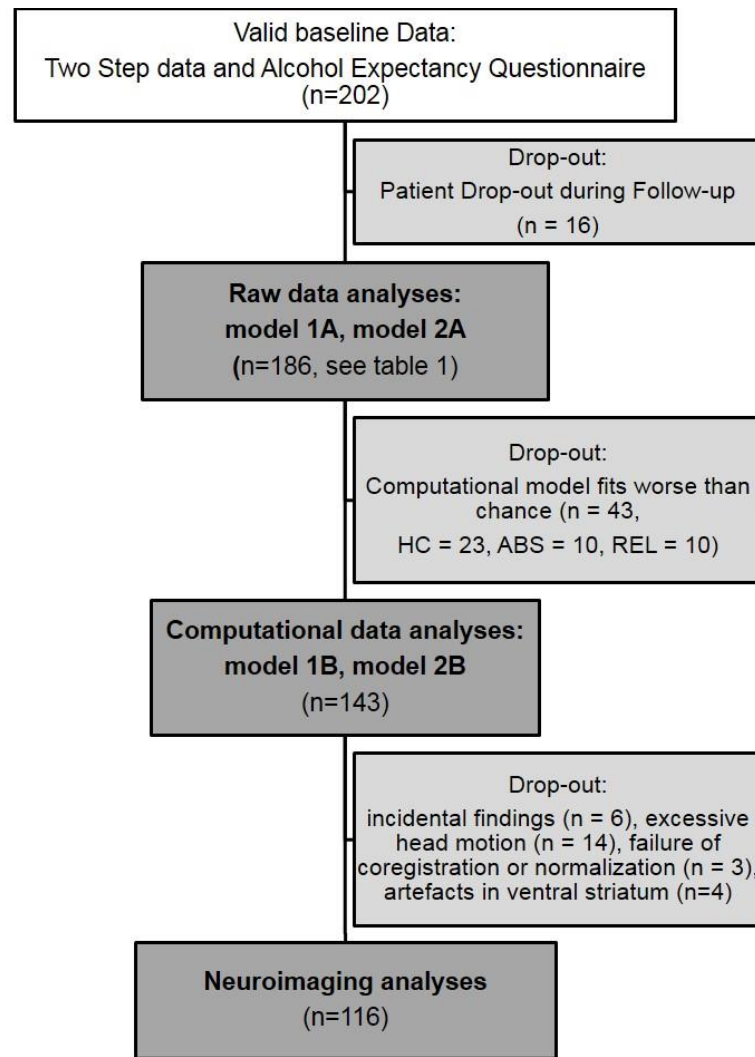 Valid baseline Data:
Two Step data and Alcohol Expectancy Questionnaire
(n=202)
Drop-out:
Patient Drop-out during Follow-up
(n = 16)
Raw data analyses:
model 1A, model 2A
(n=186, see table 1)
Drop-out:
Computational model fits worse than
chance (n = 43,
HC = 23, ABS = 10, REL = 10)
Computational data analyses:
model 1B, model 2B
(n=143)
Drop-out:
incidental findings (n = 6), excessive
head motion (n = 14), failure of
coregistration or normalization (n = 3),
artefacts in ventral striatum (n=4)
Neuroimaging analyses
(n=116)